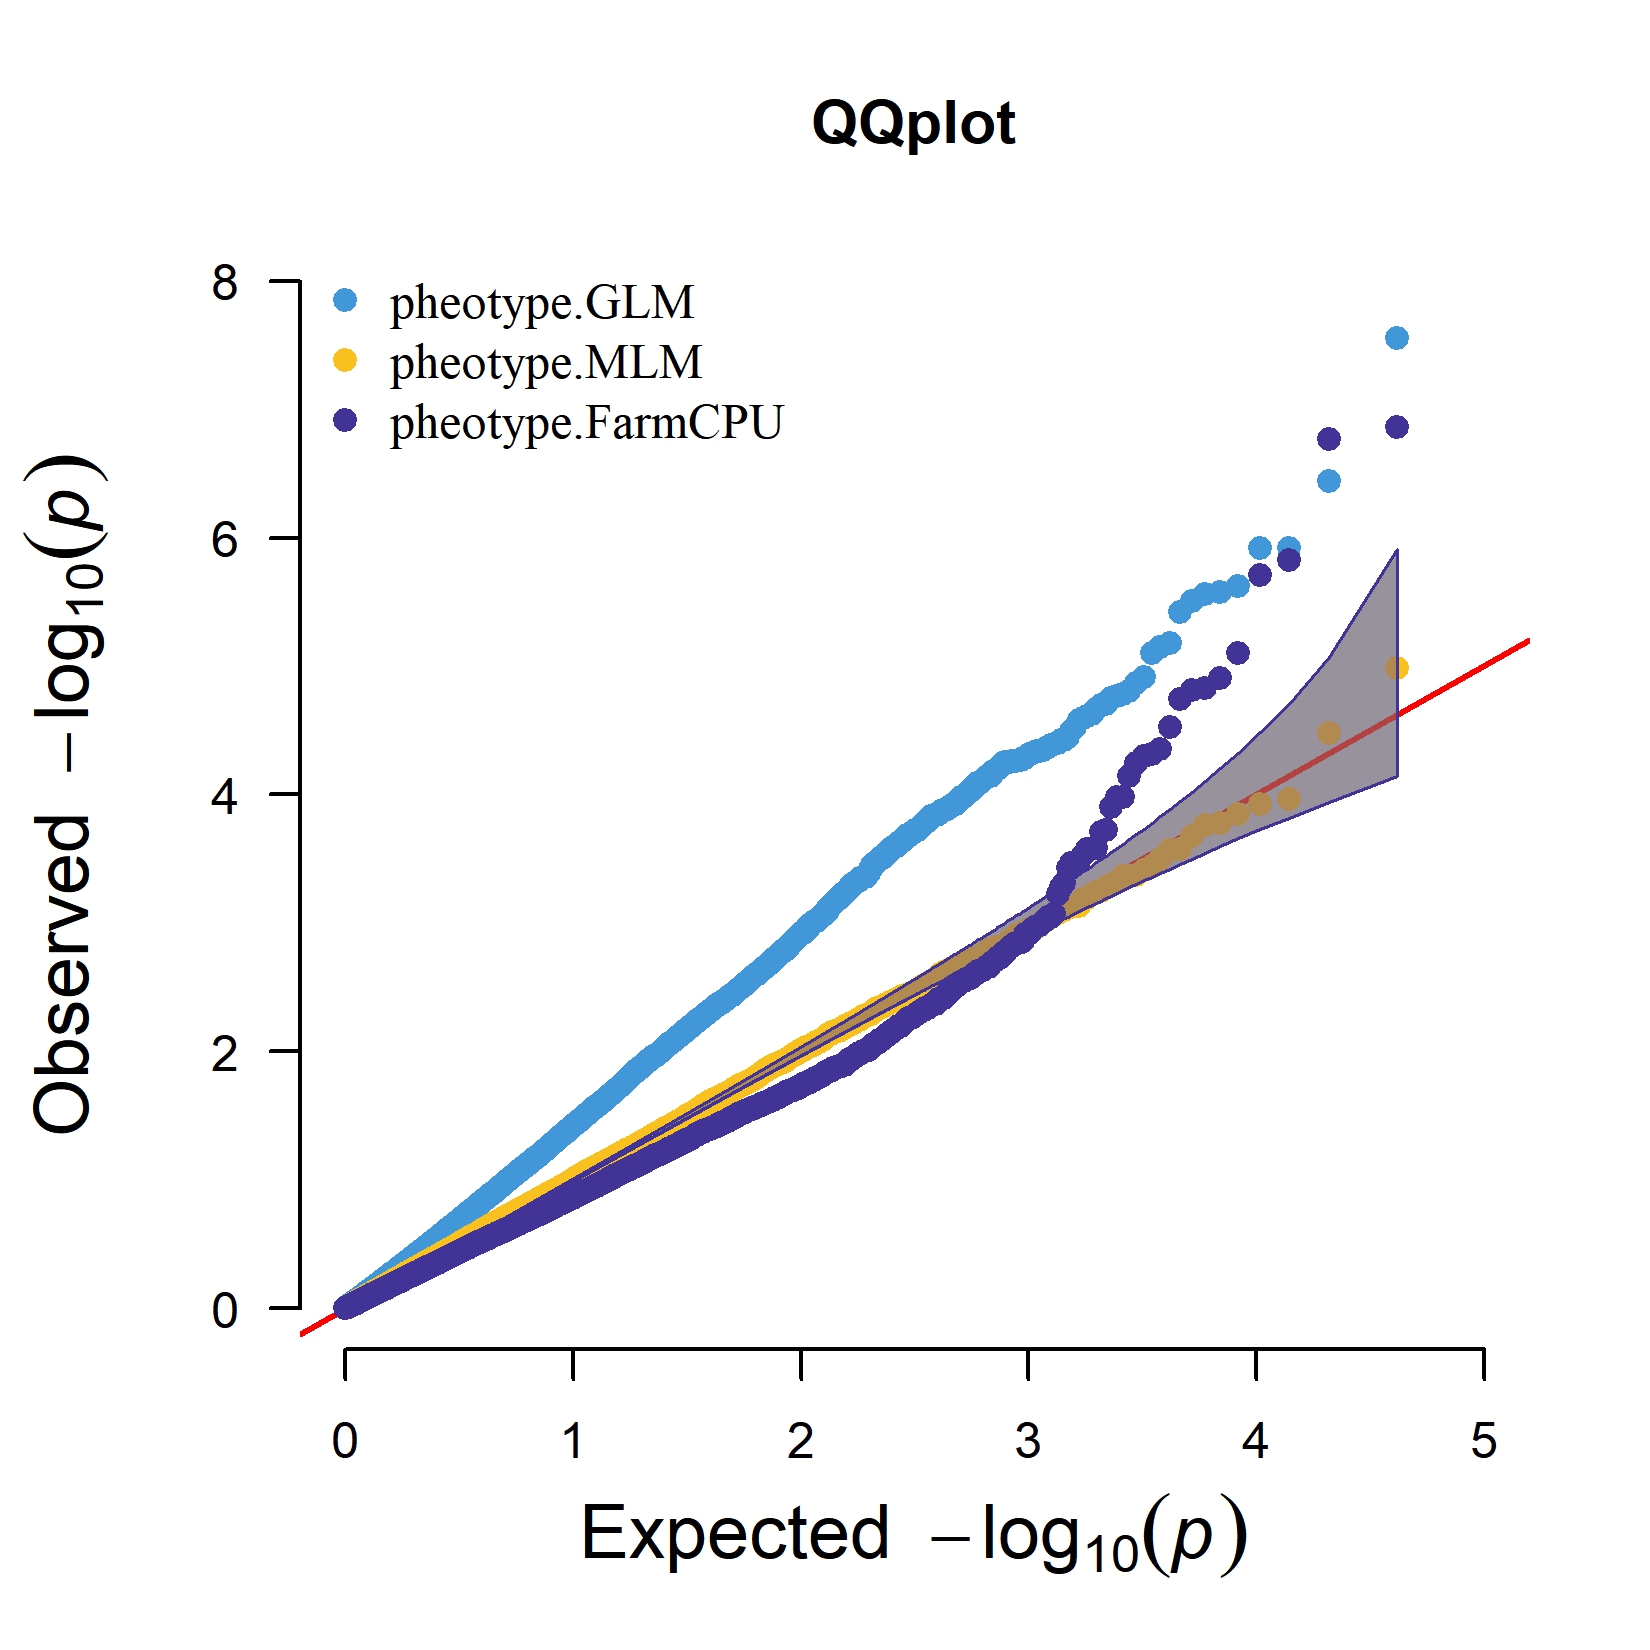 QQplot
8
pheotype.GLM
pheotype.MLM
pheotype.FarmCPU
6
4
2
0
Observed −log₁₀(p)
0 1 2 3 4 5
Expected −log₁₀(p)